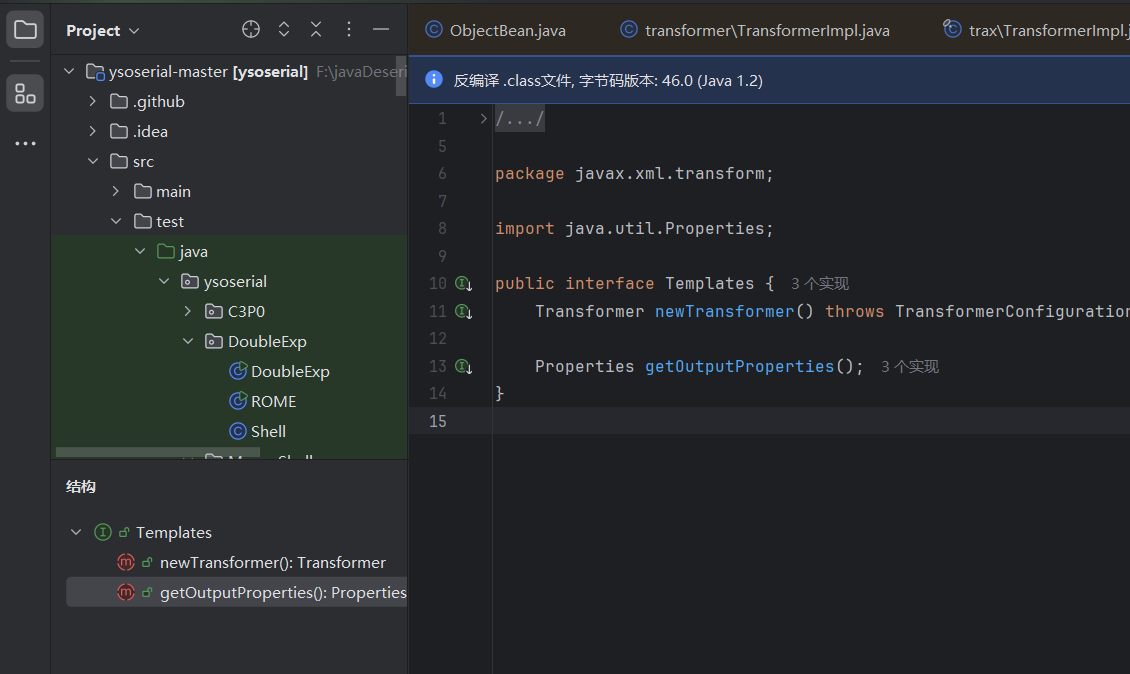 Project
ysoserial-master [ysoserial] F:\javaDeseri
.github
.idea
src
main
test
java
ysoserial
C3P0
DoubleExp
DoubleExp
ROME
Shell
结构
Templates
newTransformer(): Transformer
getOutputProperties(): Properties
ObjectBean.java transformer\TransformerImpl.java trax\TransformerImpl.j
反编译 .class文件, 字节码版本: 46.0 (Java 1.2)
1 /.../
5
6 package javax.xml.transform;
7
8 import java.util.Properties;
9
10 public interface Templates { 3 个实现
11 Transformer newTransformer() throws TransformerConfiguration
12
13 Properties getOutputProperties(); 3 个实现
14 }
15